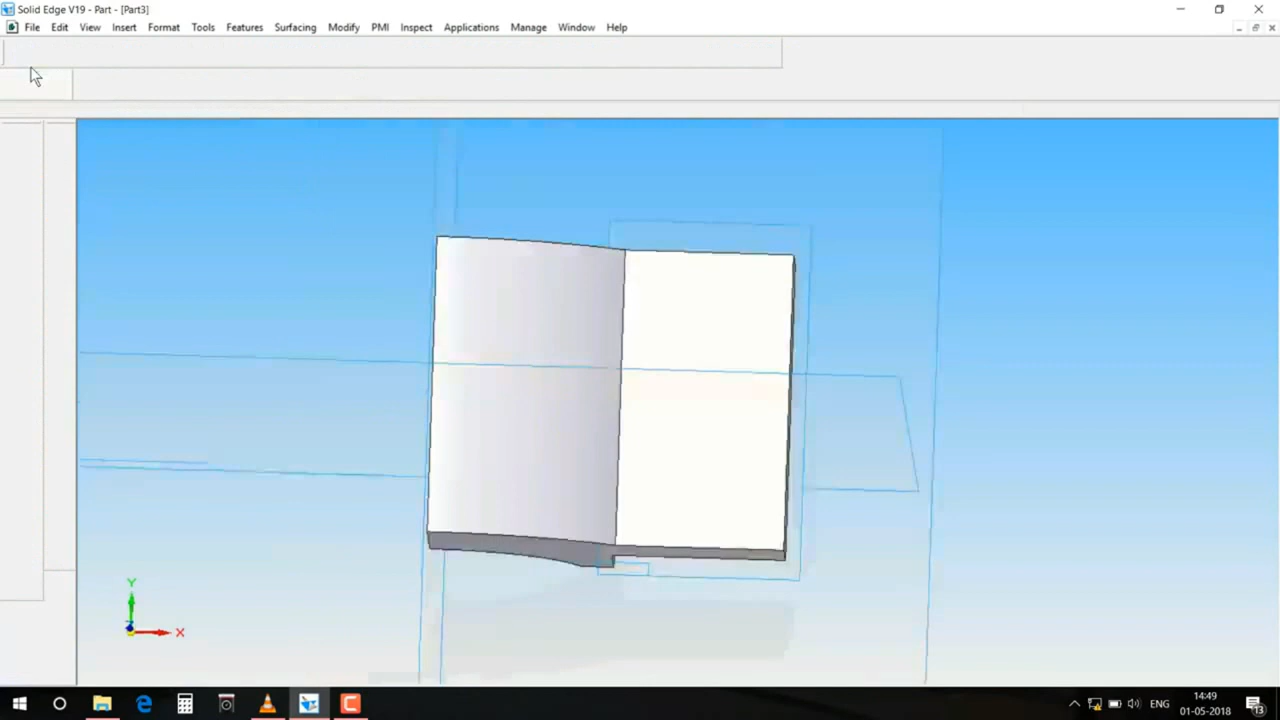 Solid Edge V19 - Part - [Part3]
File Edit View Insert Format Tools Features Surfacing Modify PMI Inspect Applications Manage Window Help
Y
X
ENG
14:49
01-05-2018
13